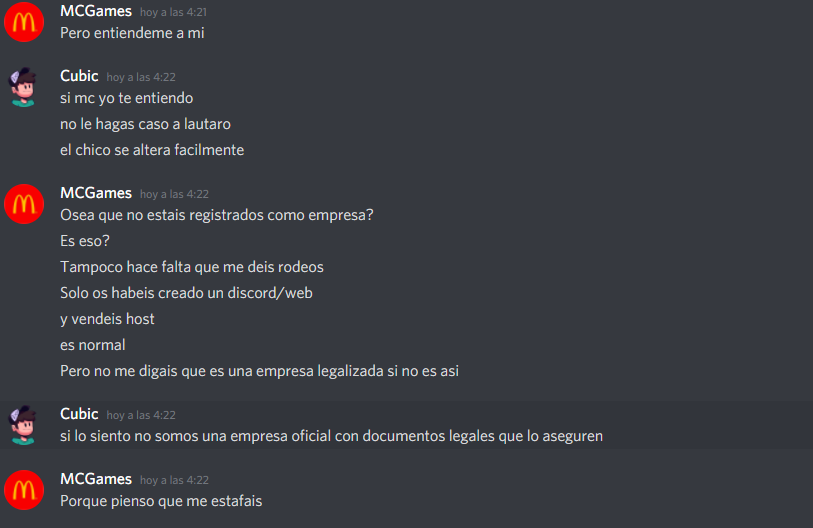 MCGames hoy a las 4:21
Pero entiendeme a mi
Cubic hoy a las 4:22
si mc yo te entiendo
no le hagas caso a lautaro
el chico se altera facilmente
MCGames hoy a las 4:22
Osea que no estais registrados como empresa?
Es eso?
Tampoco hace falta que me deis rodeos
Solo os habeis creado un discord/web
y vendeis host
es normal
Pero no me digais que es una empresa legalizada si no es asi
Cubic hoy a las 4:22
si lo siento no somos una empresa oficial con documentos legales que lo aseguren
MCGames hoy a las 4:22
Porque pienso que me estafais